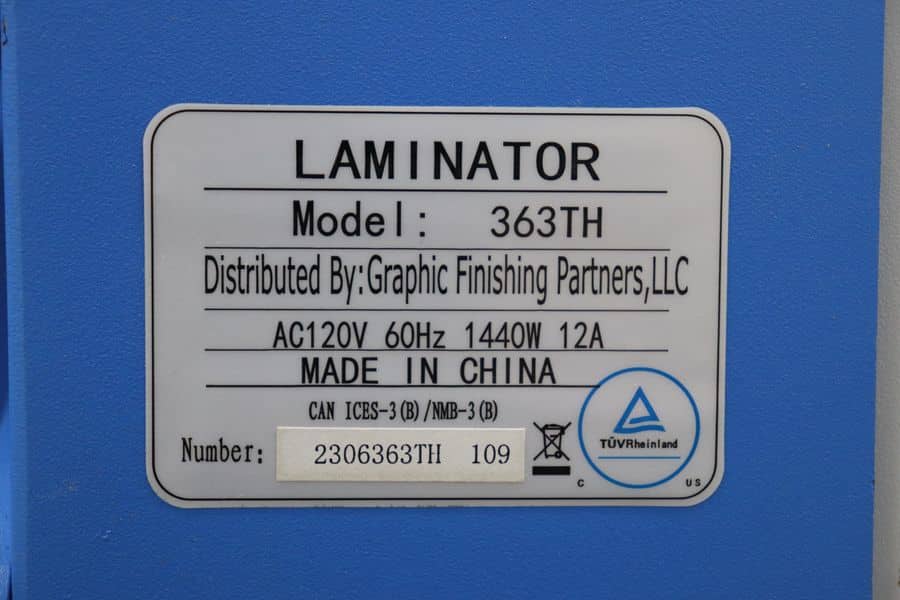 LAMINATOR
Model: 363TH
Distributed By:Graphic Finishing Partners,LLC
AC120V 60Hz 1440W 12A
MADE IN CHINA
CAN ICES-3(B)/NMB-3(B)
Number: 2306363TH 109
TÜVRheinland
C US